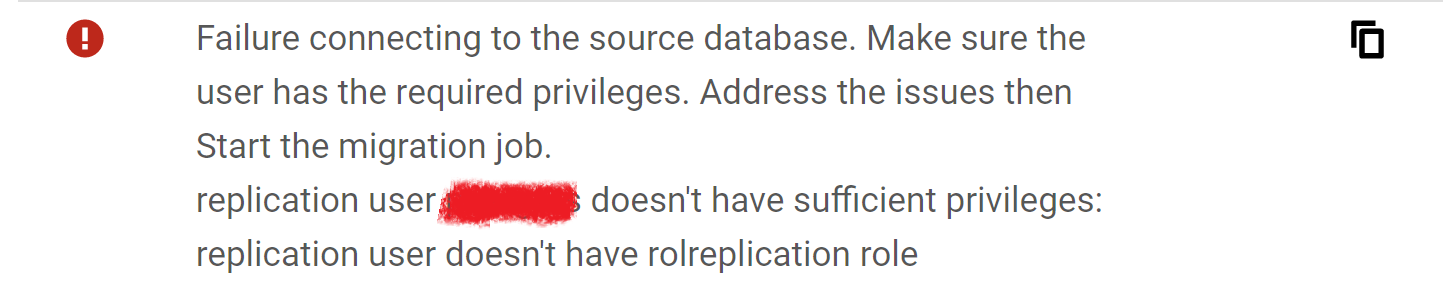 Failure connecting to the source database. Make sure the
user has the required privileges. Address the issues then
Start the migration job.
replication user doesn't have sufficient privileges:
replication user doesn't have rolreplication role